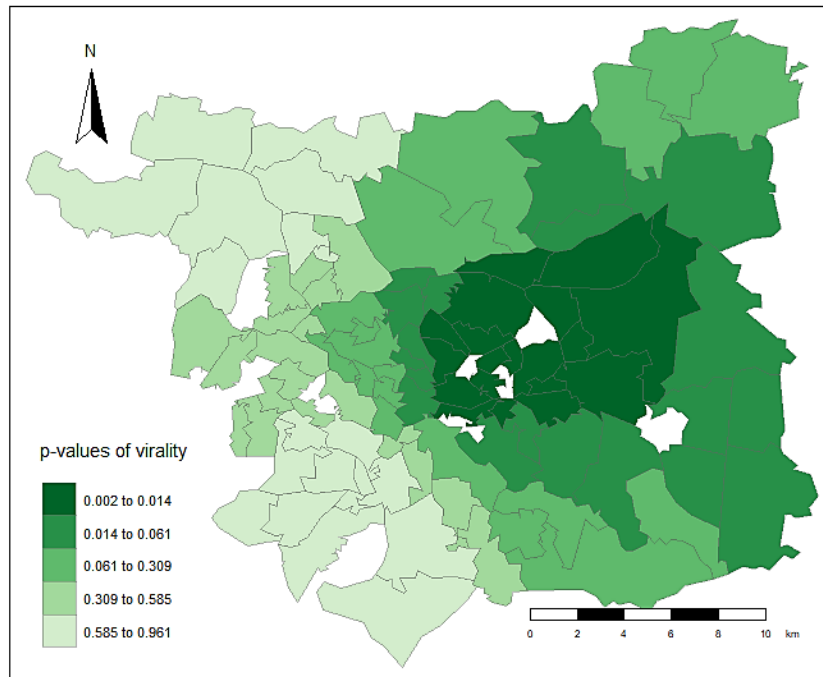 N
p-values of virality
0.002 to 0.014
0.014 to 0.061
0.061 to 0.309
0.309 to 0.585
0.585 to 0.961
0 2 4 6 8 10 km